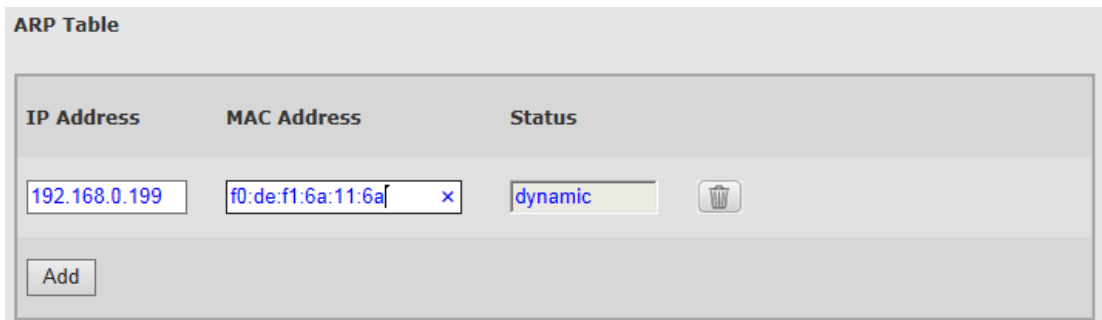 ARP Table
IP Address MAC Address Status
192.168.0.199 f0:de:f1:6a:11:6a × dynamic
Add